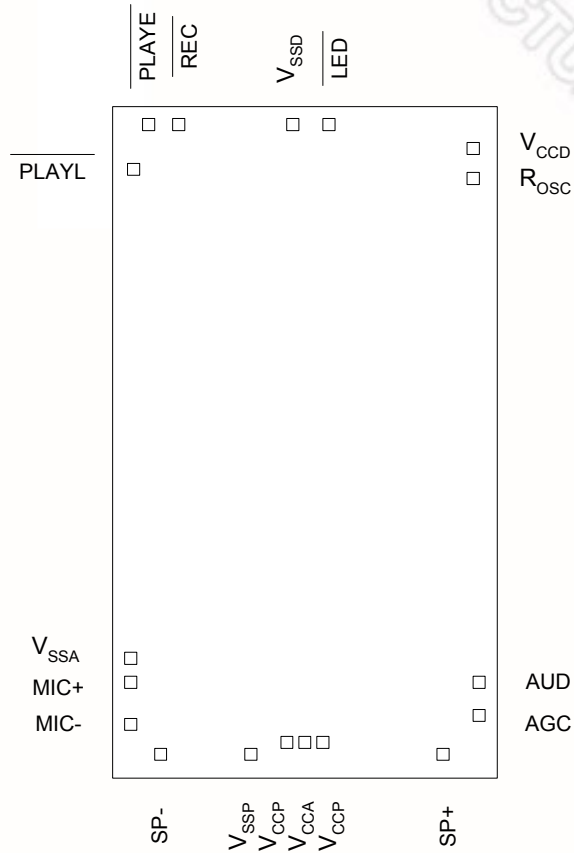 PLAYE
REC
VSSD
LED
PLAYL
VCCD
ROSC
VSSA
MIC+
MIC-
AUD
AGC
SP-
VSSP
VCCP
VCCA
VCCP
SP+